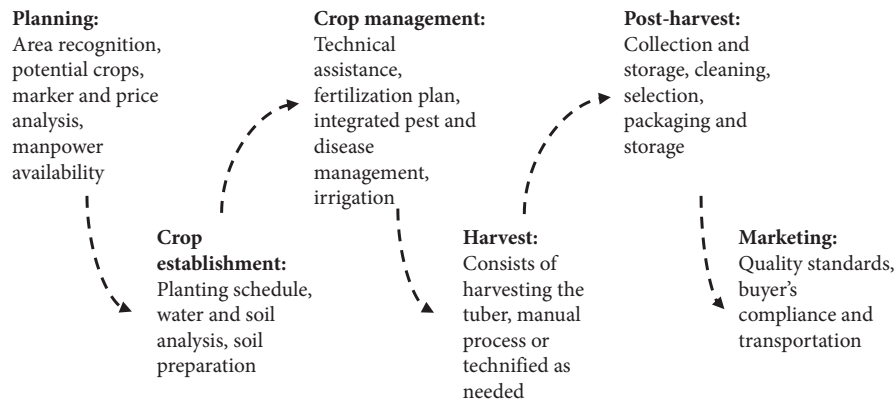 Planning:
Area recognition,
potential crops,
marker and price
analysis,
manpower
availability
Crop
establishment:
Planting schedule,
water and soil
analysis, soil
preparation
Crop management:
Technical
assistance,
fertilization plan,
integrated pest and
disease
management,
irrigation
Harvest:
Consists of
harvesting the
tuber, manual
process or
technified as
needed
Post-harvest:
Collection and
storage, cleaning,
selection,
packaging and
storage
Marketing:
Quality standards,
buyer’s
compliance and
transportation